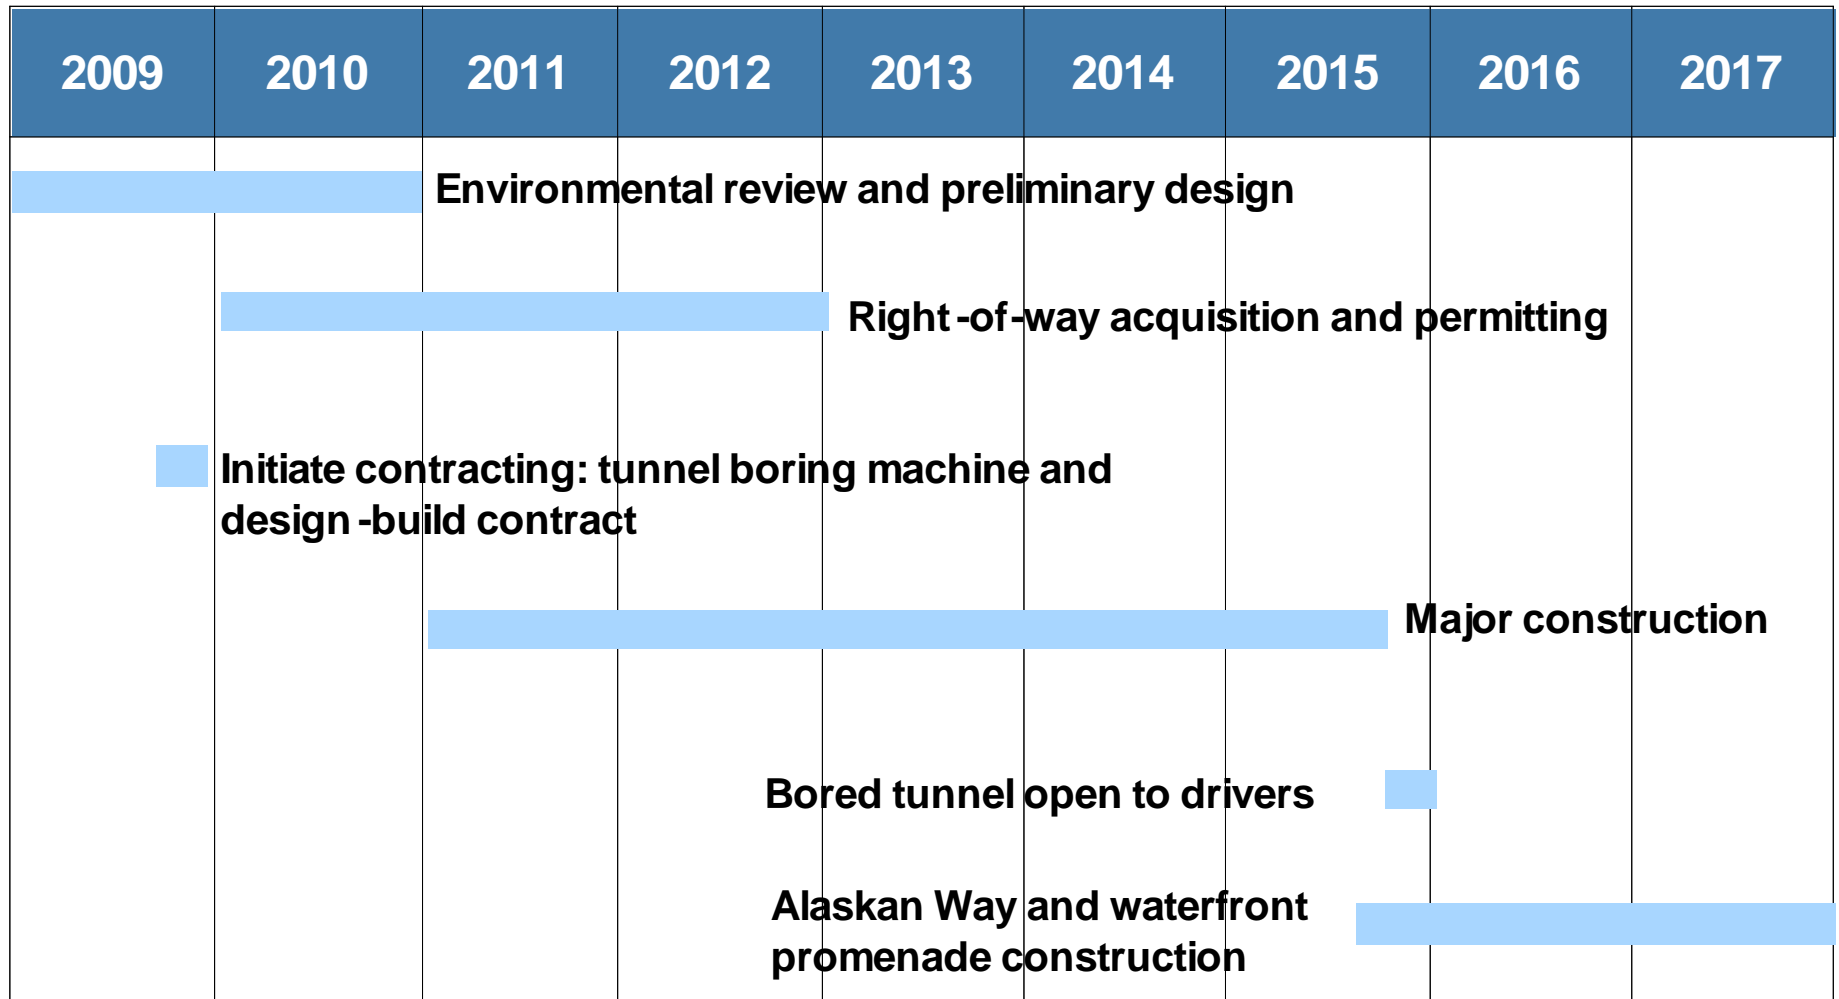 2009 2010 2011 2012 2013 2014 2015 2016 2017
Environmental review and preliminary design
Right-of-way acquisition and permitting
Initiate contracting: tunnel boring machine and
design-build contract
Major construction
Bored tunnel open to drivers
Alaskan Way and waterfront
promenade construction